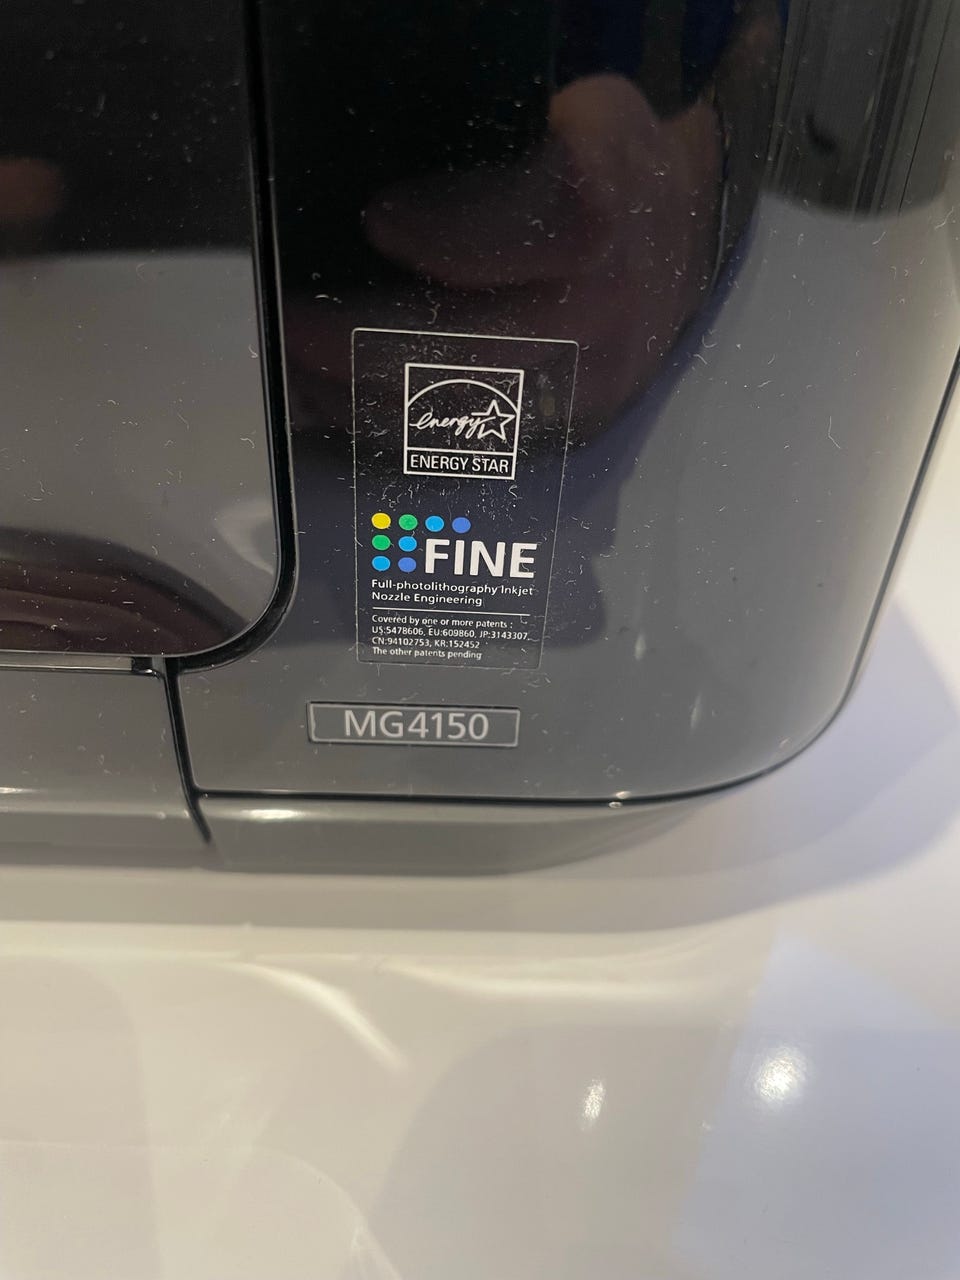 energy
ENERGY STAR
FINE
Full-photolithography Inkjet
Nozzle Engineering
Covered by one or more patents :
US:5478606, EU:609860, JP:3143307,
CN:94102753, KR:152452
The other patents pending
MG4150